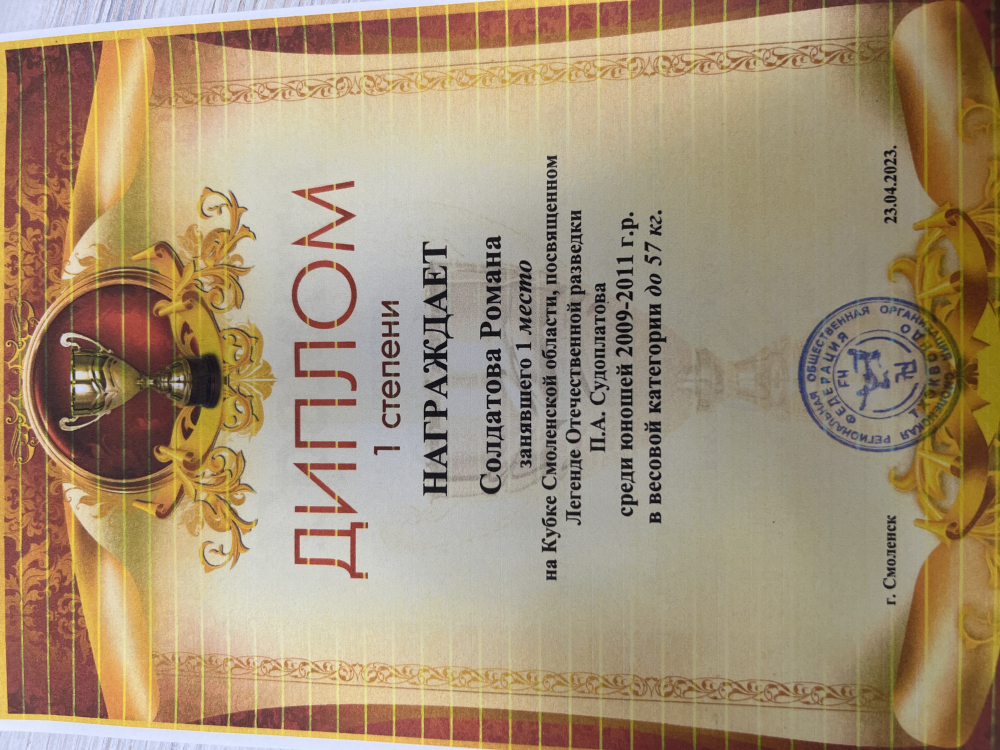 ДИПЛОМ
1 степени
НАГРАЖДАЕТ
Солдатова Романа
занявшего 1 место
на Кубке Смоленской области, посвященном
Легенде Отечественной разведки
П.А. Судоплатова
среди юношей 2009-2011 г.р.
в весовой категории до 57 кг.
г. Смоленск
23.04.2023.
РЕГИОНАЛЬНАЯ ОБЩЕСТВЕННАЯ ОРГАНИЗАЦИЯ
ФЕДЕРАЦИЯ